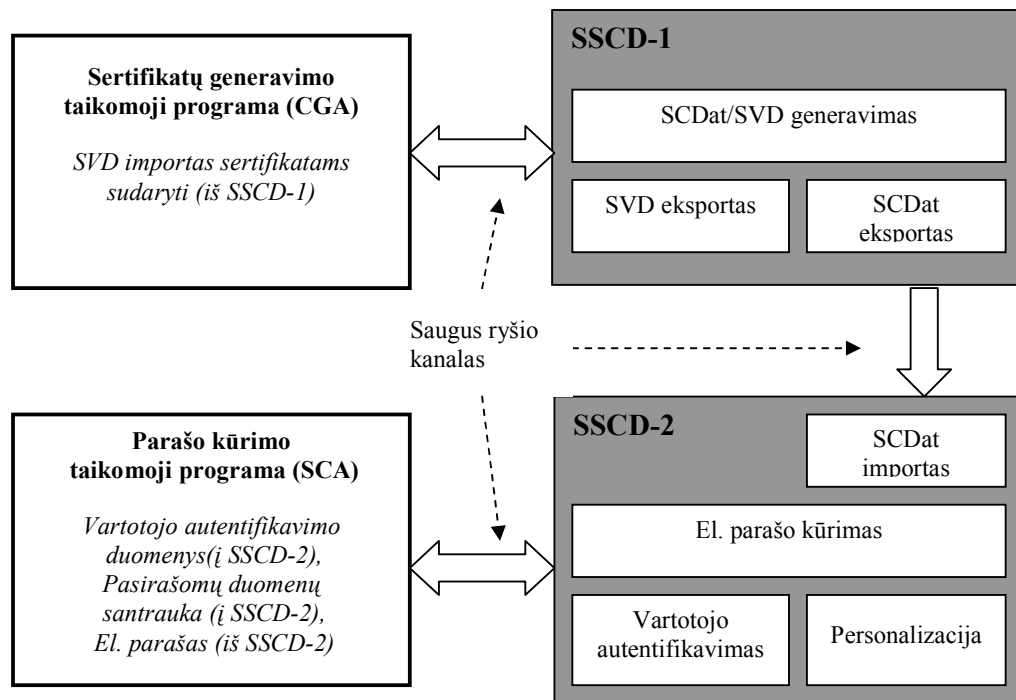 Sertifikatų generavimo
taikomoji programa (CGA)
SVD importas sertifikatams
sudaryti (iš SSCD-1)
SSCD-1
SCDat/SVD generavimas
SVD eksportas
SCDat
eksportas
Saugus ryšio
kanalas
Parašo kūrimo
taikomoji programa (SCA)
Vartotojo autentifikavimo
duomenys(į SSCD-2),
Pasirašomų duomenų
santrauka (į SSCD-2),
El. parašas (iš SSCD-2)
SSCD-2
SCDat
importas
El. parašo kūrimas
Vartotojo
autentifikavimas
Personalizacija